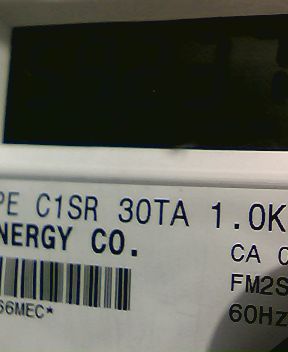 PE C1SR 30TA 1.0K
NERGY CO.
CA
FM2S
60Hz
66MEC*